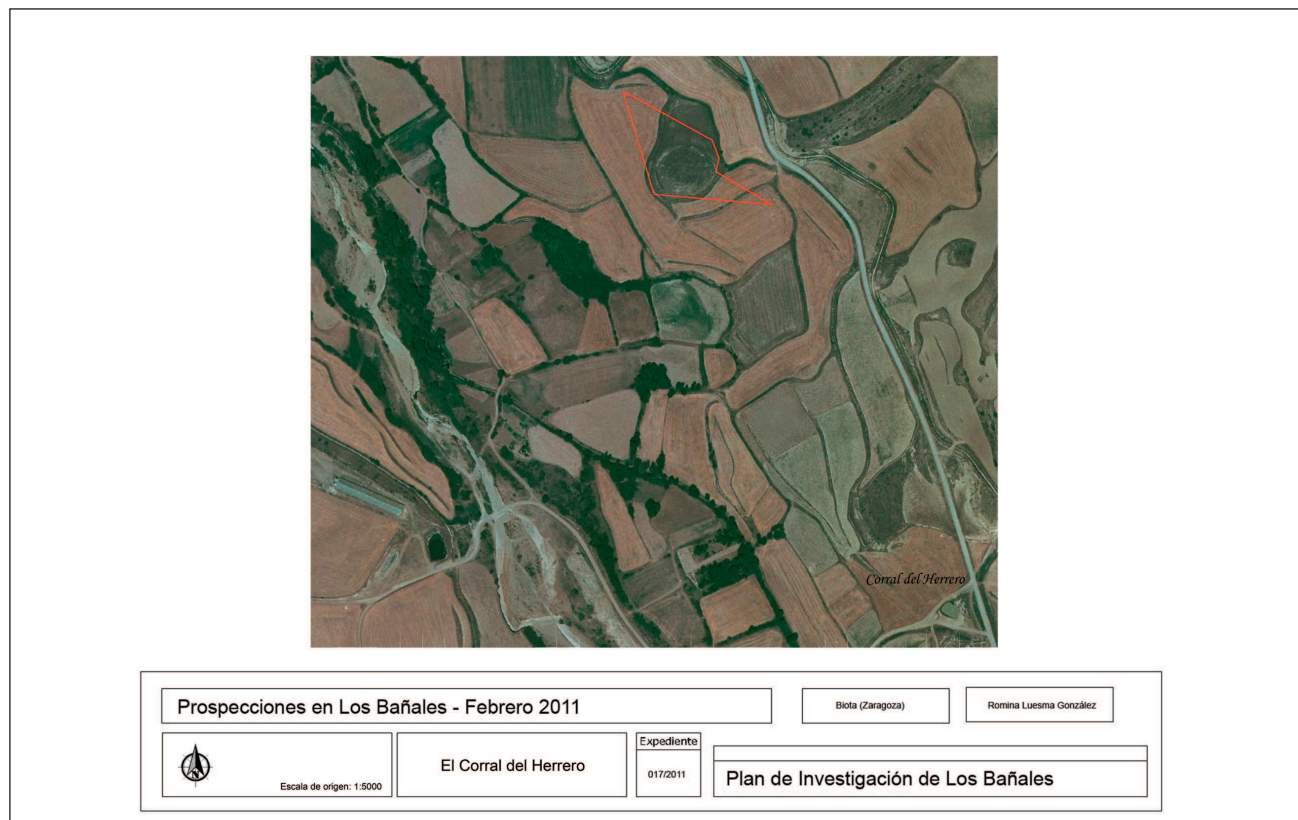 Corral del Herrero
Prospecciones en Los Bañales - Febrero 2011
Biota (Zaragoza)
Romina Luesma González
N
Escala de origen: 1:5000
El Corral del Herrero
Expediente
017/2011
Plan de Investigación de Los Bañales